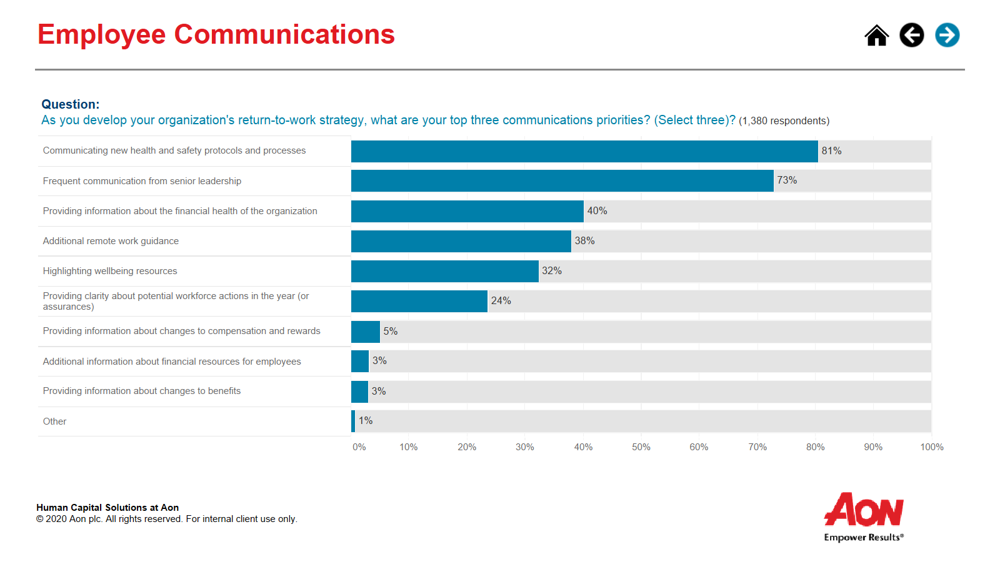 Employee Communications
Question:
As you develop your organization's return-to-work strategy, what are your top three communications priorities? (Select three)? (1,380 respondents)
Communicating new health and safety protocols and processes
81%
Frequent communication from senior leadership
73%
Providing information about the financial health of the organization
40%
Additional remote work guidance
38%
Highlighting wellbeing resources
32%
Providing clarity about potential workforce actions in the year (or
assurances)
24%
Providing information about changes to compensation and rewards
5%
Additional information about financial resources for employees
3%
Providing information about changes to benefits
3%
Other
1%
0% 10% 20% 30% 40% 50% 60% 70% 80% 90% 100%
Human Capital Solutions at Aon
© 2020 Aon plc. All rights reserved. For internal client use only.
AON
Empower Results®